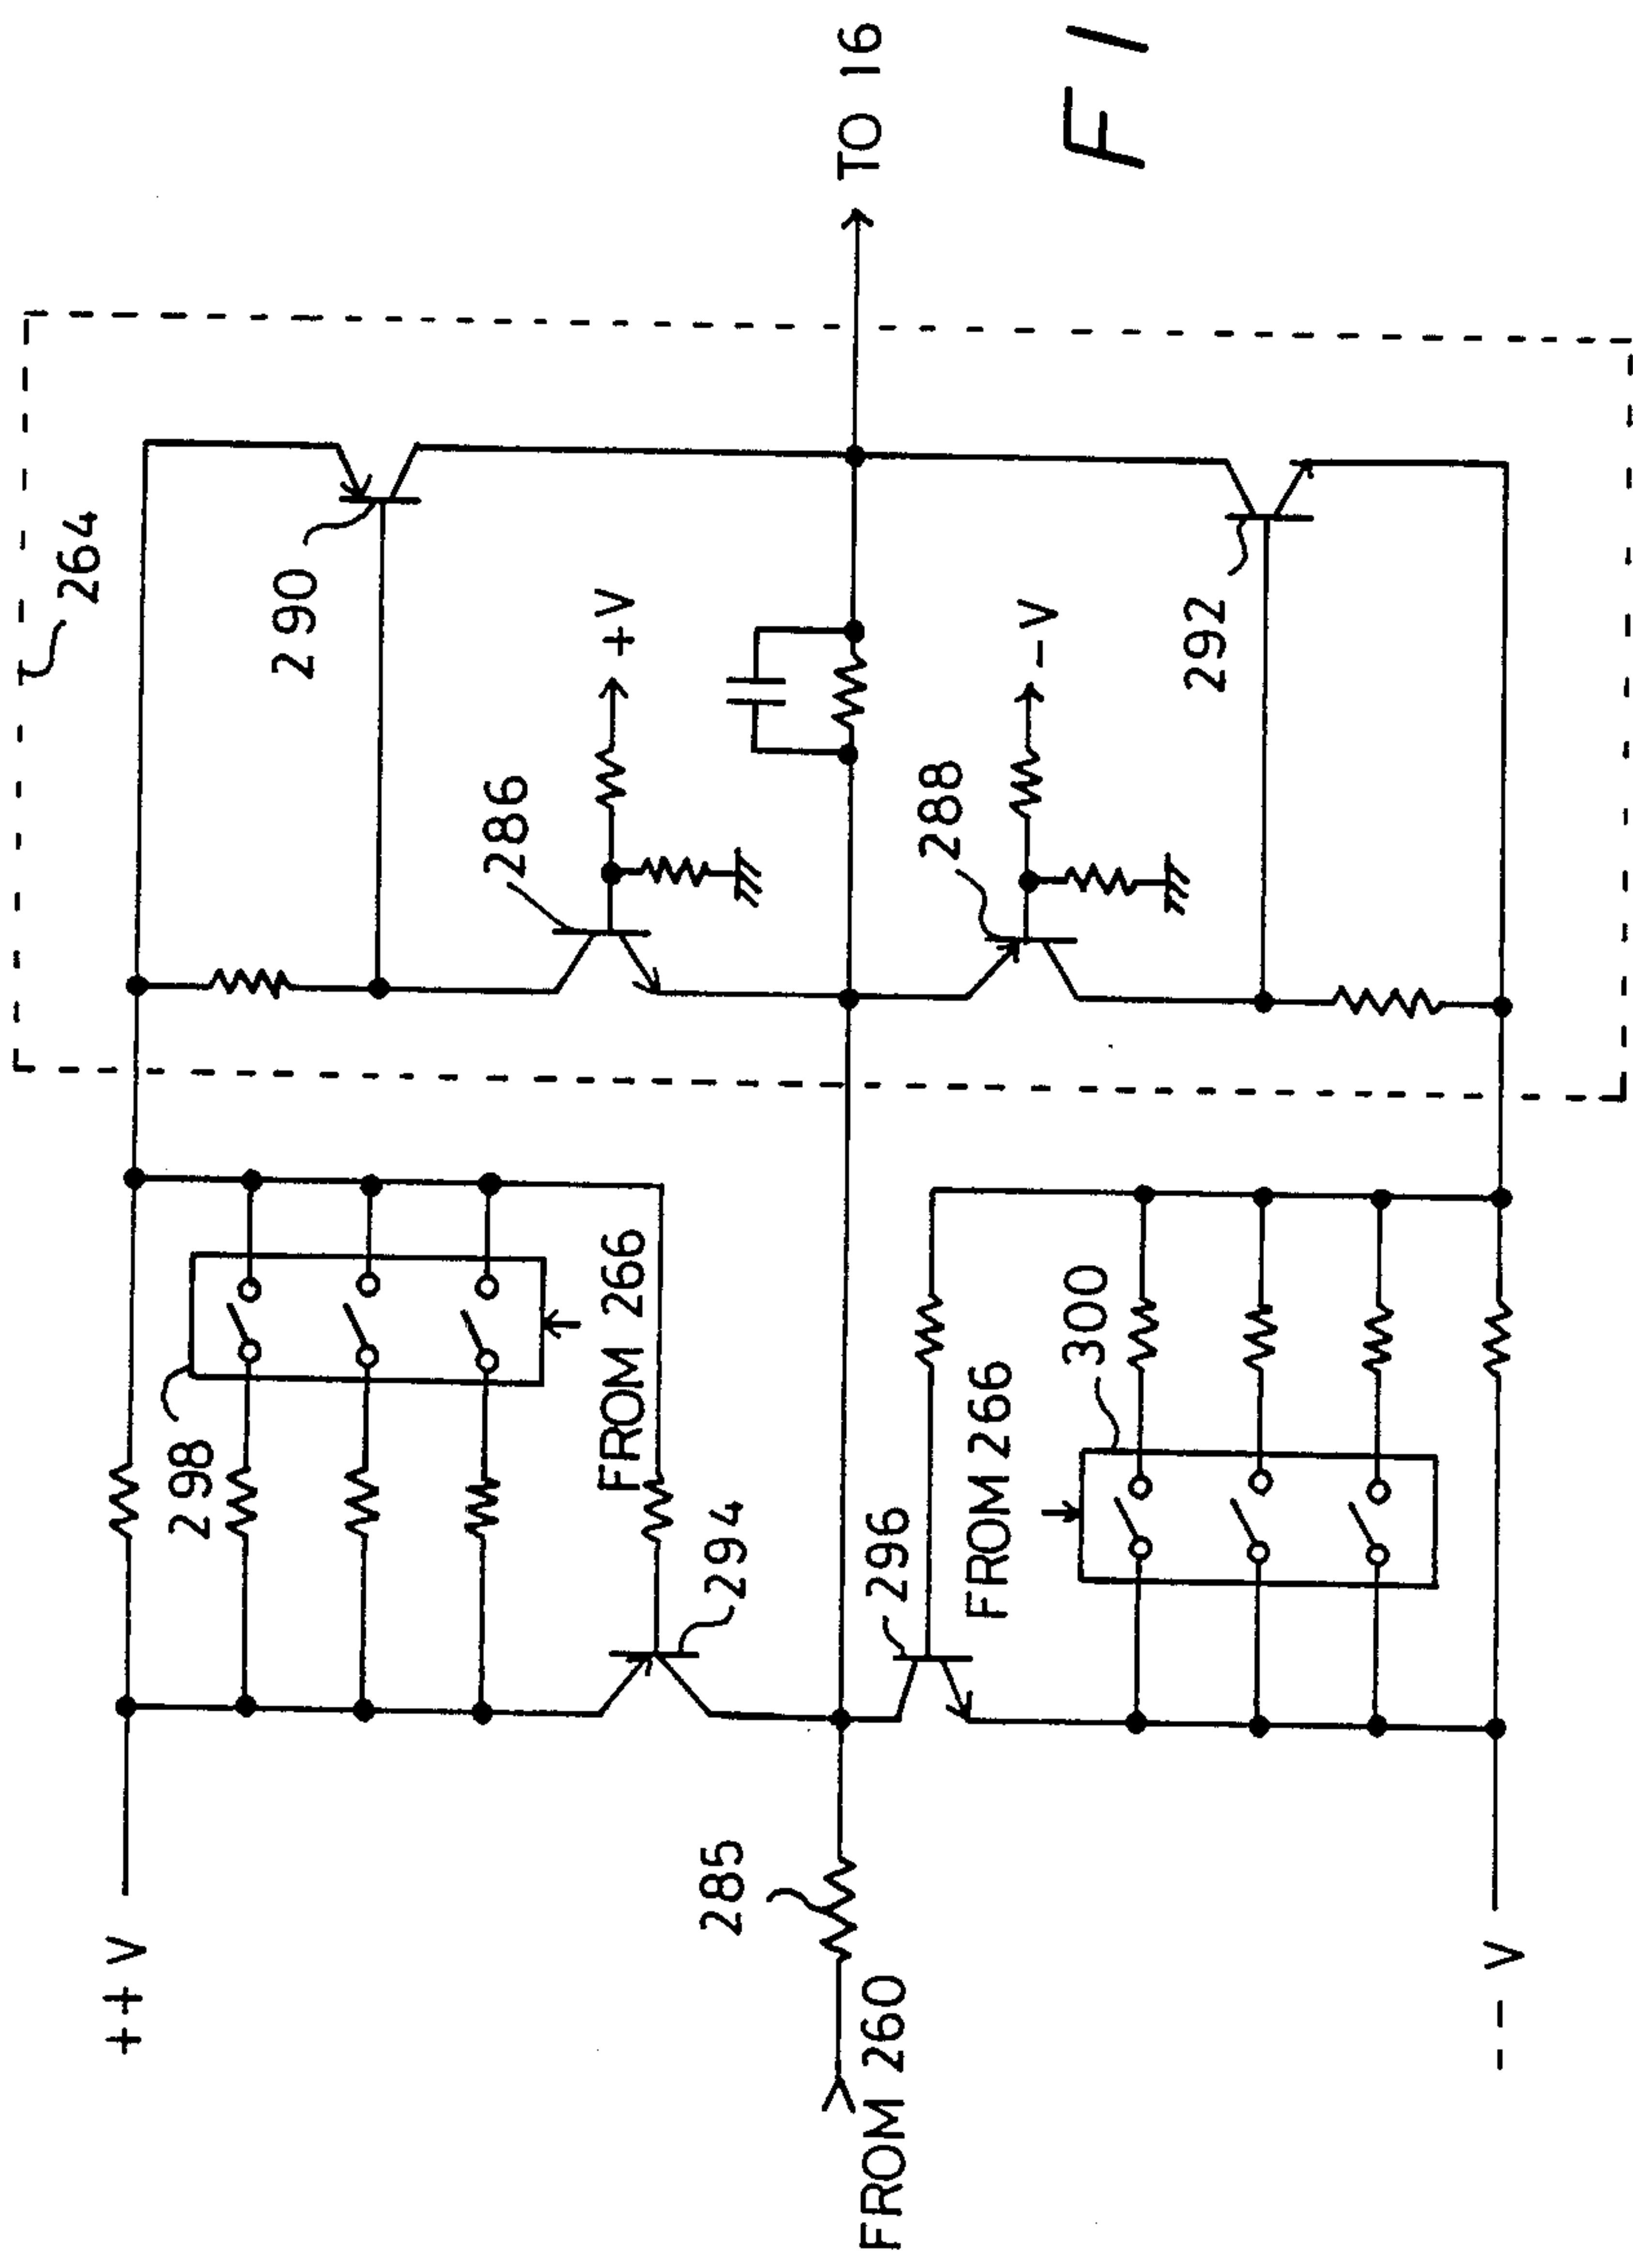 ++ V
FROM 260
-- V
285
298
FROM 266
294
296
FROM 266
300
264
290
286
+V
288
-V
292
TO 16
F I